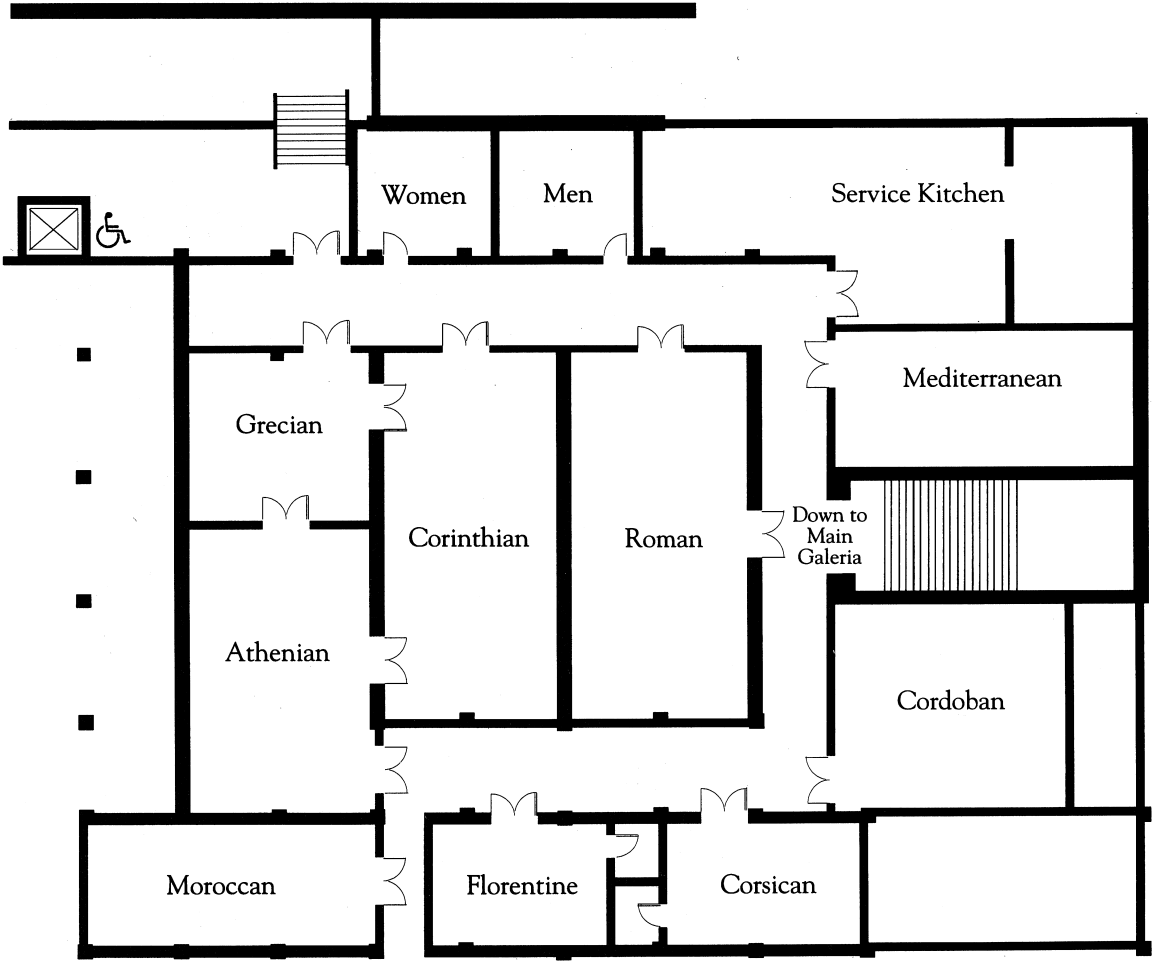 Women
Men
Service Kitchen
Mediterranean
Grecian
Corinthian
Roman
Down to
Main
Galeria
Athenian
Cordoban
Moroccan
Florentine
Corsican